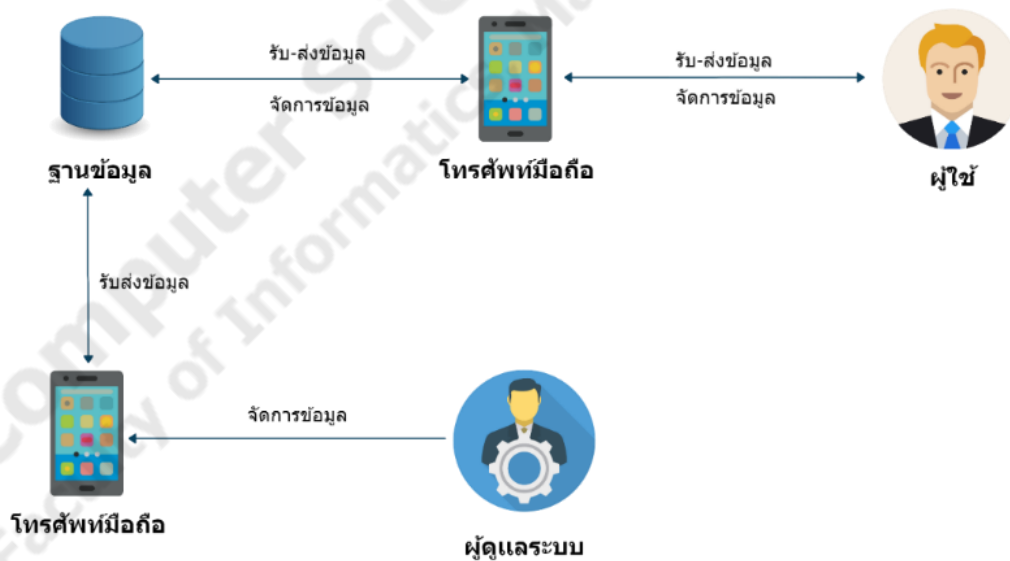 รับ-ส่งข้อมูล
รับ-ส่งข้อมูล
จัดการข้อมูล
จัดการข้อมูล
ฐานข้อมูล
โทรศัพท์มือถือ
ผู้ใช้
รับส่งข้อมูล
จัดการข้อมูล
โทรศัพท์มือถือ
ผู้ดูแลระบบ
Computer
of Informatics